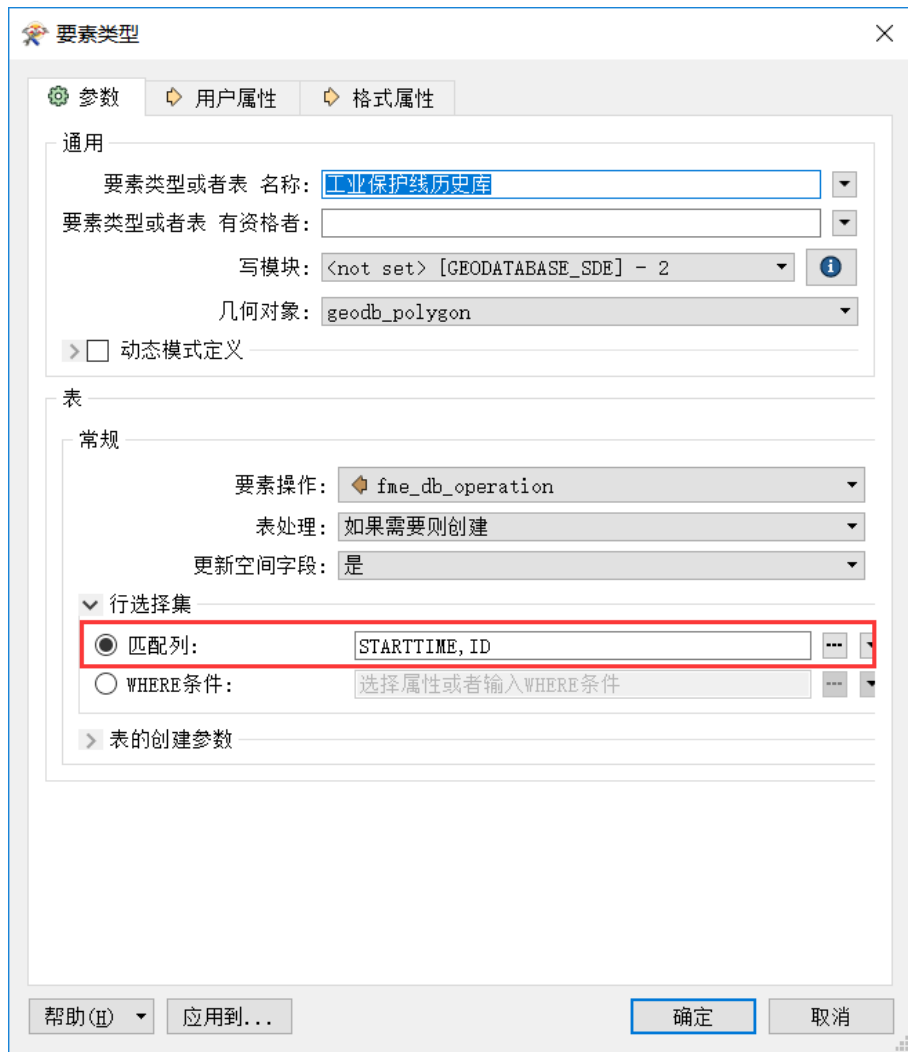 要素类型
参数
用户属性
格式属性
通用
要素类型或者表 名称: 工业保护线历史库
要素类型或者表 有资格者:
写模块: <not set> [GEODATABASE_SDE] - 2
几何对象: geodb_polygon
动态模式定义
表
常规
要素操作: fme_db_operation
表处理: 如果需要则创建
更新空间字段: 是
行选择集
匹配列: STARTTIME,ID
WHERE条件: 选择属性或者输入WHERE条件
表的创建参数
帮助(H) 应用到... 确定 取消